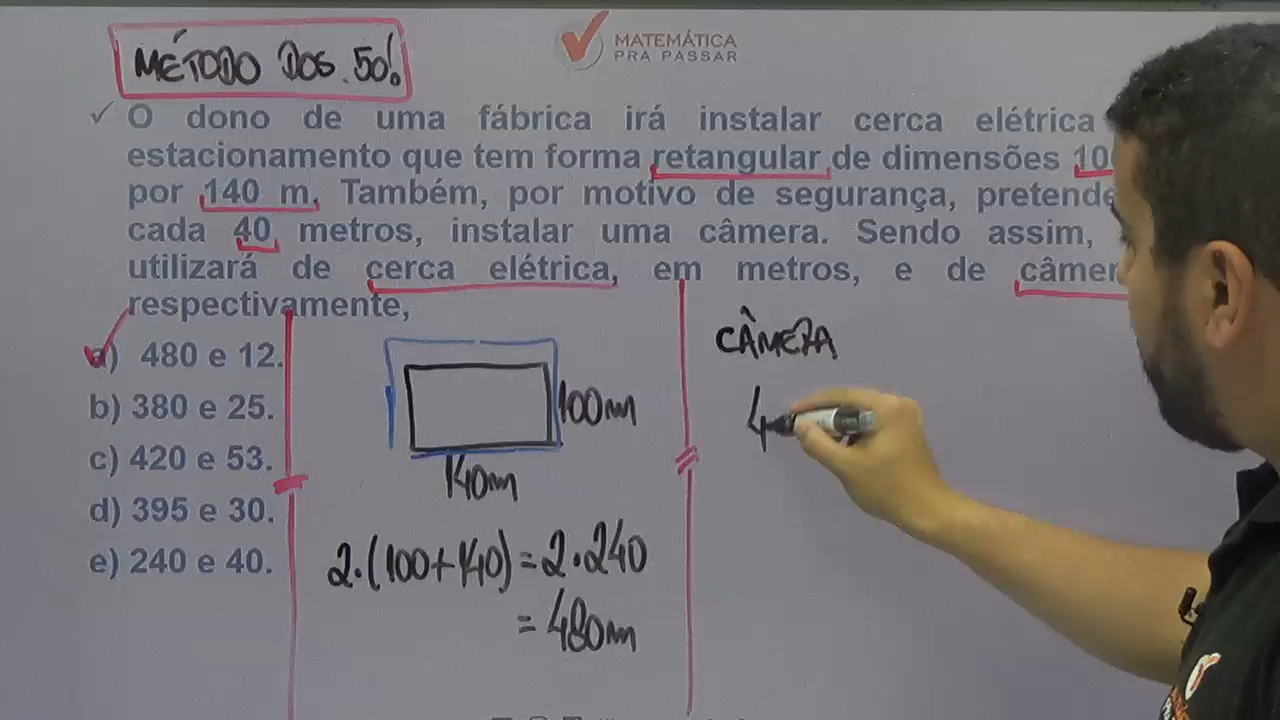 MÉTODO DOS 50!
MATEMÁTICA
PRA PASSAR
✓ O dono de uma fábrica irá instalar cerca elétrica
estacionamento que tem forma retangular de dimensões 10
por 140 m. Também, por motivo de segurança, pretende
cada 40 metros, instalar uma câmera. Sendo assim,
utilizará de cerca elétrica, em metros, e de câmer
respectivamente,
a) 480 e 12.
b) 380 e 25.
c) 420 e 53.
d) 395 e 30.
e) 240 e 40.
100m
140m
2.(100+140)=2.240
= 480m
CÂMERA
4